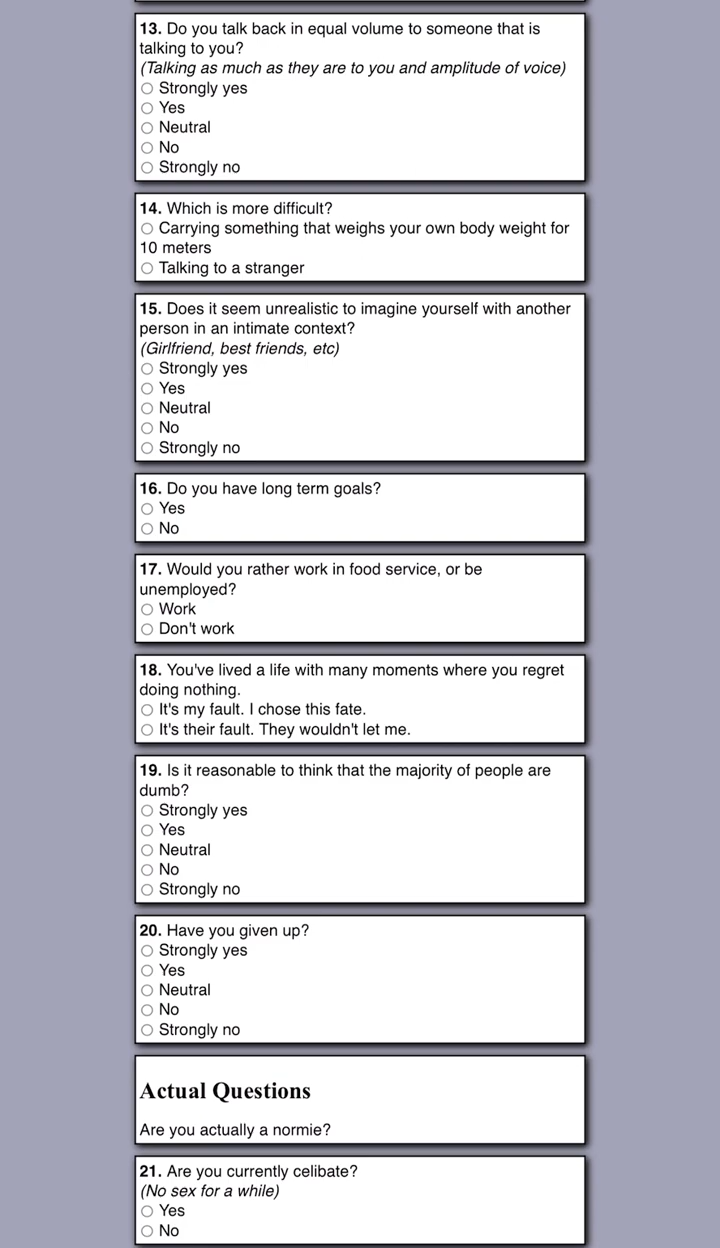 13. Do you talk back in equal volume to someone that is
talking to you?
(Talking as much as they are to you and amplitude of voice)
Strongly yes
Yes
Neutral
No
Strongly no
14. Which is more difficult?
Carrying something that weighs your own body weight for
10 meters
Talking to a stranger
15. Does it seem unrealistic to imagine yourself with another
person in an intimate context?
(Girlfriend, best friends, etc)
Strongly yes
Yes
Neutral
No
Strongly no
16. Do you have long term goals?
Yes
No
17. Would you rather work in food service, or be
unemployed?
Work
Don't work
18. You've lived a life with many moments where you regret
doing nothing.
It's my fault. I chose this fate.
It's their fault. They wouldn't let me.
19. Is it reasonable to think that the majority of people are
dumb?
Strongly yes
Yes
Neutral
No
Strongly no
20. Have you given up?
Strongly yes
Yes
Neutral
No
Strongly no
Actual Questions
Are you actually a normie?
21. Are you currently celibate?
(No sex for a while)
Yes
No